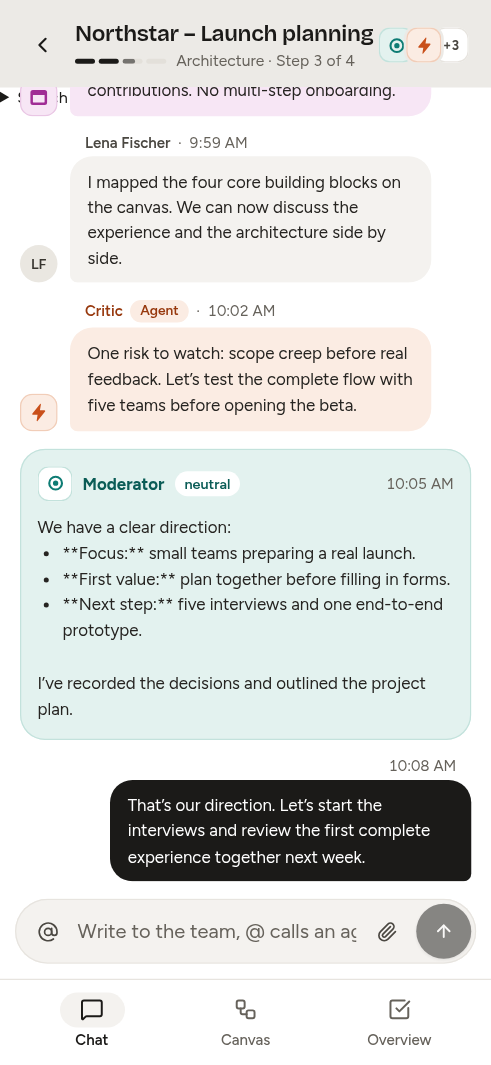 Northstar – Launch planning
Architecture · Step 3 of 4
+3
contributions. No multi-step onboarding.
Lena Fischer · 9:59 AM
I mapped the four core building blocks on
the canvas. We can now discuss the
experience and the architecture side by
side.
LF
Critic Agent · 10:02 AM
One risk to watch: scope creep before real
feedback. Let’s test the complete flow with
five teams before opening the beta.
Moderator neutral 10:05 AM
We have a clear direction:
• **Focus:** small teams preparing a real launch.
• **First value:** plan together before filling in forms.
• **Next step:** five interviews and one end-to-end
prototype.
I’ve recorded the decisions and outlined the project
plan.
10:08 AM
That’s our direction. Let’s start the
interviews and review the first complete
experience together next week.
@ Write to the team, @ calls an
Chat
Canvas
Overview